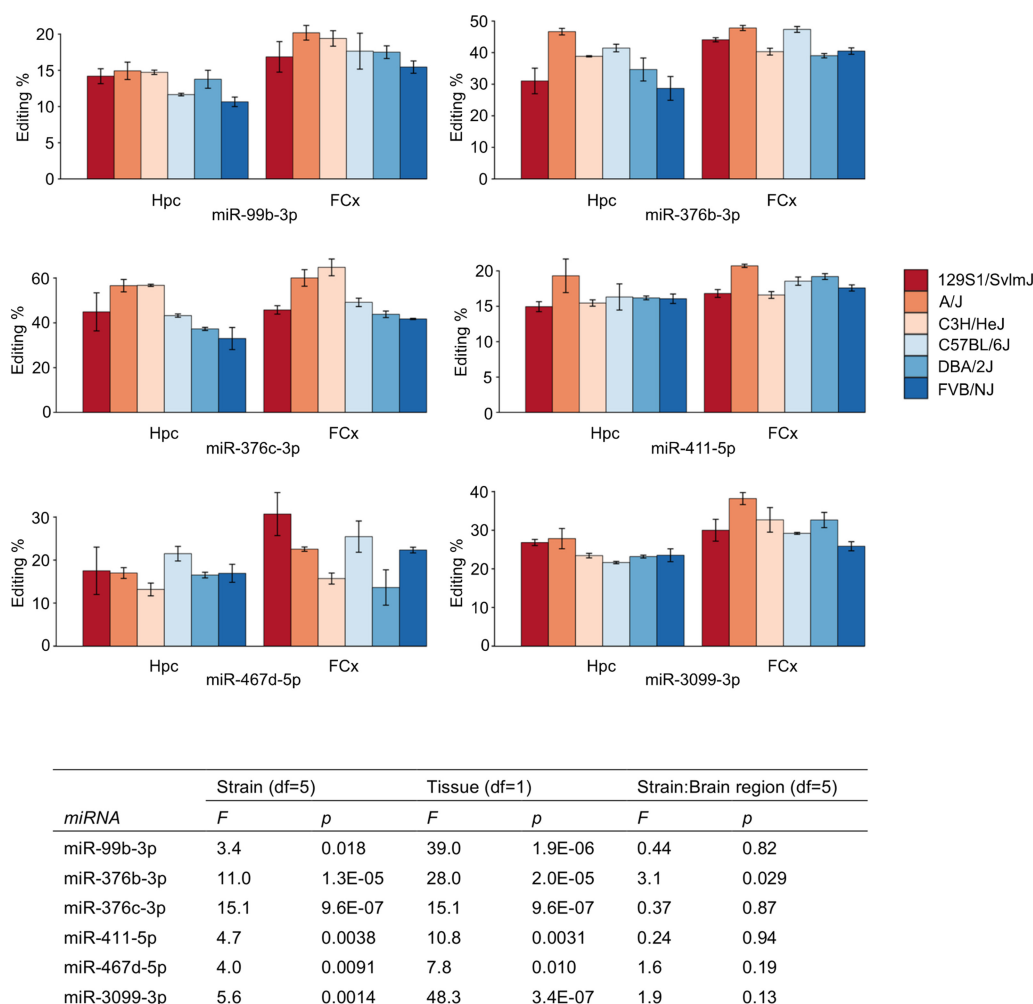 Editing %
20
15
10
5
0
Hpc
FCx
miR-99b-3p
50
40
30
20
10
0
Hpc
FCx
miR-376b-3p
60
40
20
0
Hpc
FCx
miR-376c-3p
20
15
10
5
0
Hpc
FCx
miR-411-5p
129S1/SvlmJ
A/J
C3H/HeJ
C57BL/6J
DBA/2J
FVB/NJ
Editing %
30
20
10
0
Hpc
FCx
miR-467d-5p
Editing %
40
30
20
10
0
Hpc
FCx
miR-3099-3p
Editing %
Editing %
Editing %
Strain (df=5) Tissue (df=1) Strain:Brain region (df=5)
miRNA F p F p F p
miR-99b-3p 3.4 0.018 39.0 1.9E-06 0.44 0.82
miR-376b-3p 11.0 1.3E-05 28.0 2.0E-05 3.1 0.029
miR-376c-3p 15.1 9.6E-07 15.1 9.6E-07 0.37 0.87
miR-411-5p 4.7 0.0038 10.8 0.0031 0.24 0.94
miR-467d-5p 4.0 0.0091 7.8 0.010 1.6 0.19
miR-3099-3p 5.6 0.0014 48.3 3.4E-07 1.9 0.13